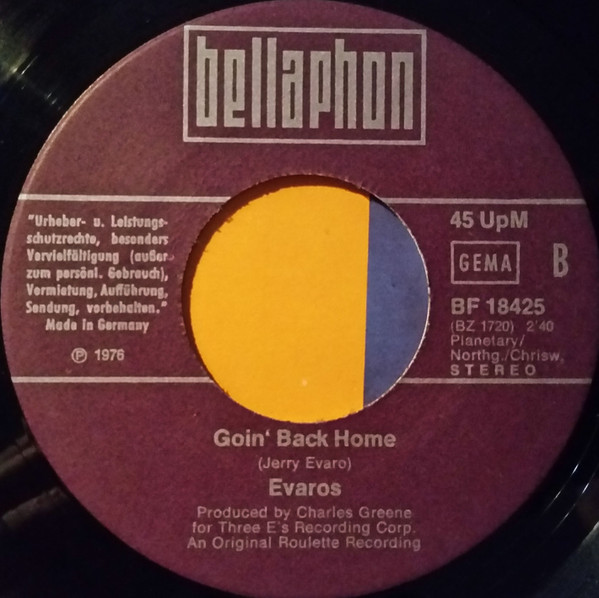 bellaphon
"Urheber- u. Leistungs-
schutzrechte, besonders
Vervielfältigung (außer
zum persönl. Gebrauch),
Vermietung, Aufführung,
Sendung, vorbehalten."
Made in Germany
Ⓟ 1976
45 UpM
GEMA B
BF 18425
(BZ 1720) 2'40
Planetary/
Northg./Chrisw.
STEREO
Goin' Back Home
(Jerry Evaro)
Evaros
Produced by Charles Greene
for Three E's Recording Corp.
An Original Roulette Recording